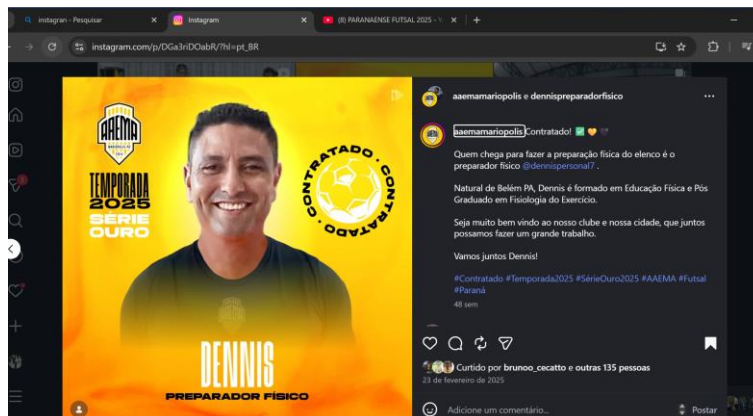 instagran - Pesquisar
Instagram
(8) PARANAENSE FUTSAL 2025 -
instagram.com/p/DGa3riDOabR/?hl=pt_BR
AAEMA
TEMPORADA
2025
SÉRIE
OURO
CONTRATADO · CONTRATADO ·
DENNIS
PREPARADOR FÍSICO
aaemamariopolis e dennispreparadorfisico
aaemamariopolis Contratado!
Quem chega para fazer a preparação física do elenco é o
preparador físico @dennispersonal7 .
Natural de Belém PA, Dennis é formado em Educação Física e Pós
Graduado em Fisiologia do Exercício.
Seja muito bem vindo ao nosso clube e nossa cidade, que juntos
possamos fazer um grande trabalho.
Vamos juntos Dennis!
#Contratado #Temporada2025 #SérieOuro2025 #AAEMA #Futsal
#Paraná
48 sem
Curtido por brunoo_cecatto e outras 135 pessoas
23 de fevereiro de 2025
Adicione um comentário...
Postar